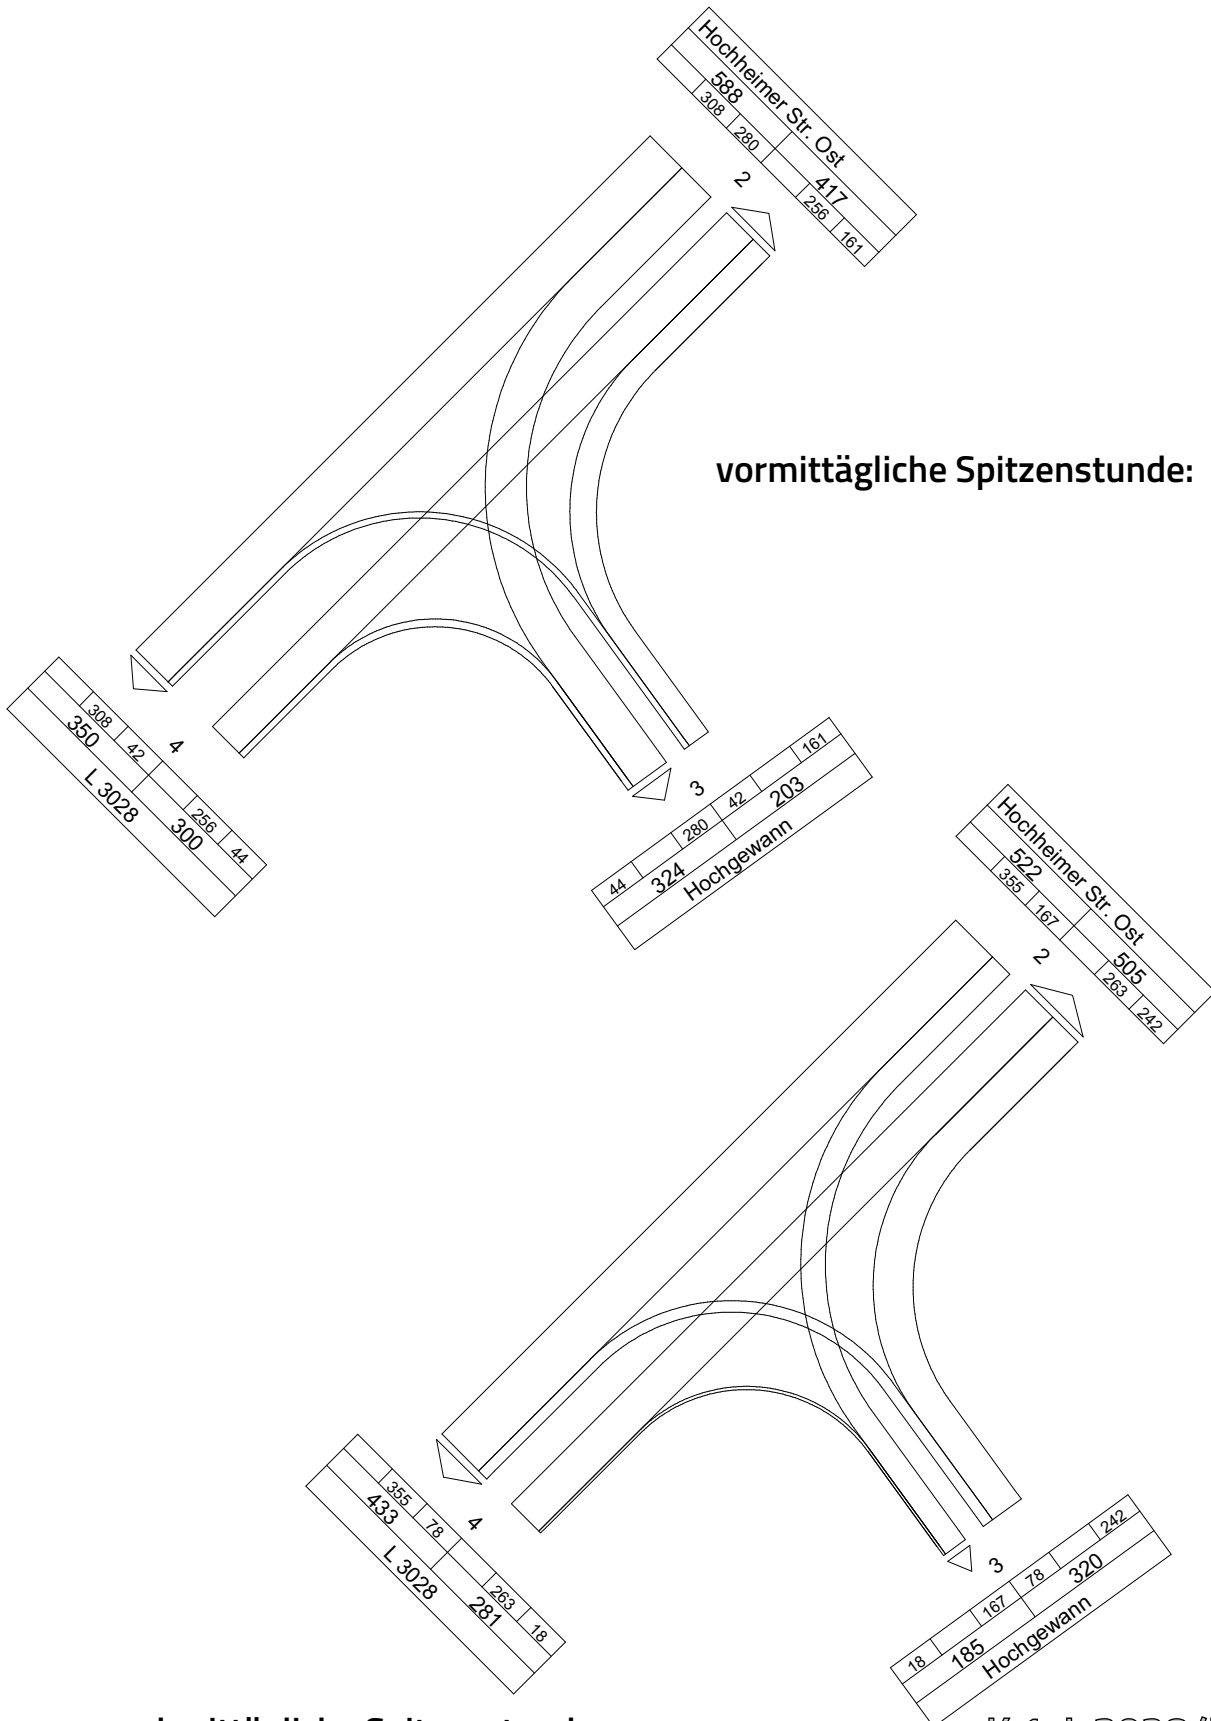 Hochheimer Str. Ost
588 417
308 280 256 161
2
vormittägliche Spitzenstunde:
4
308 42 256 44
350 300
L 3028
3
44 280 42 161
324 203
Hochgewann
Hochheimer Str. Ost
522 505
355 167 263 242
2
4
355 78 263 18
433 281
L 3028
3
18 167 78 242
185 320
Hochgewann